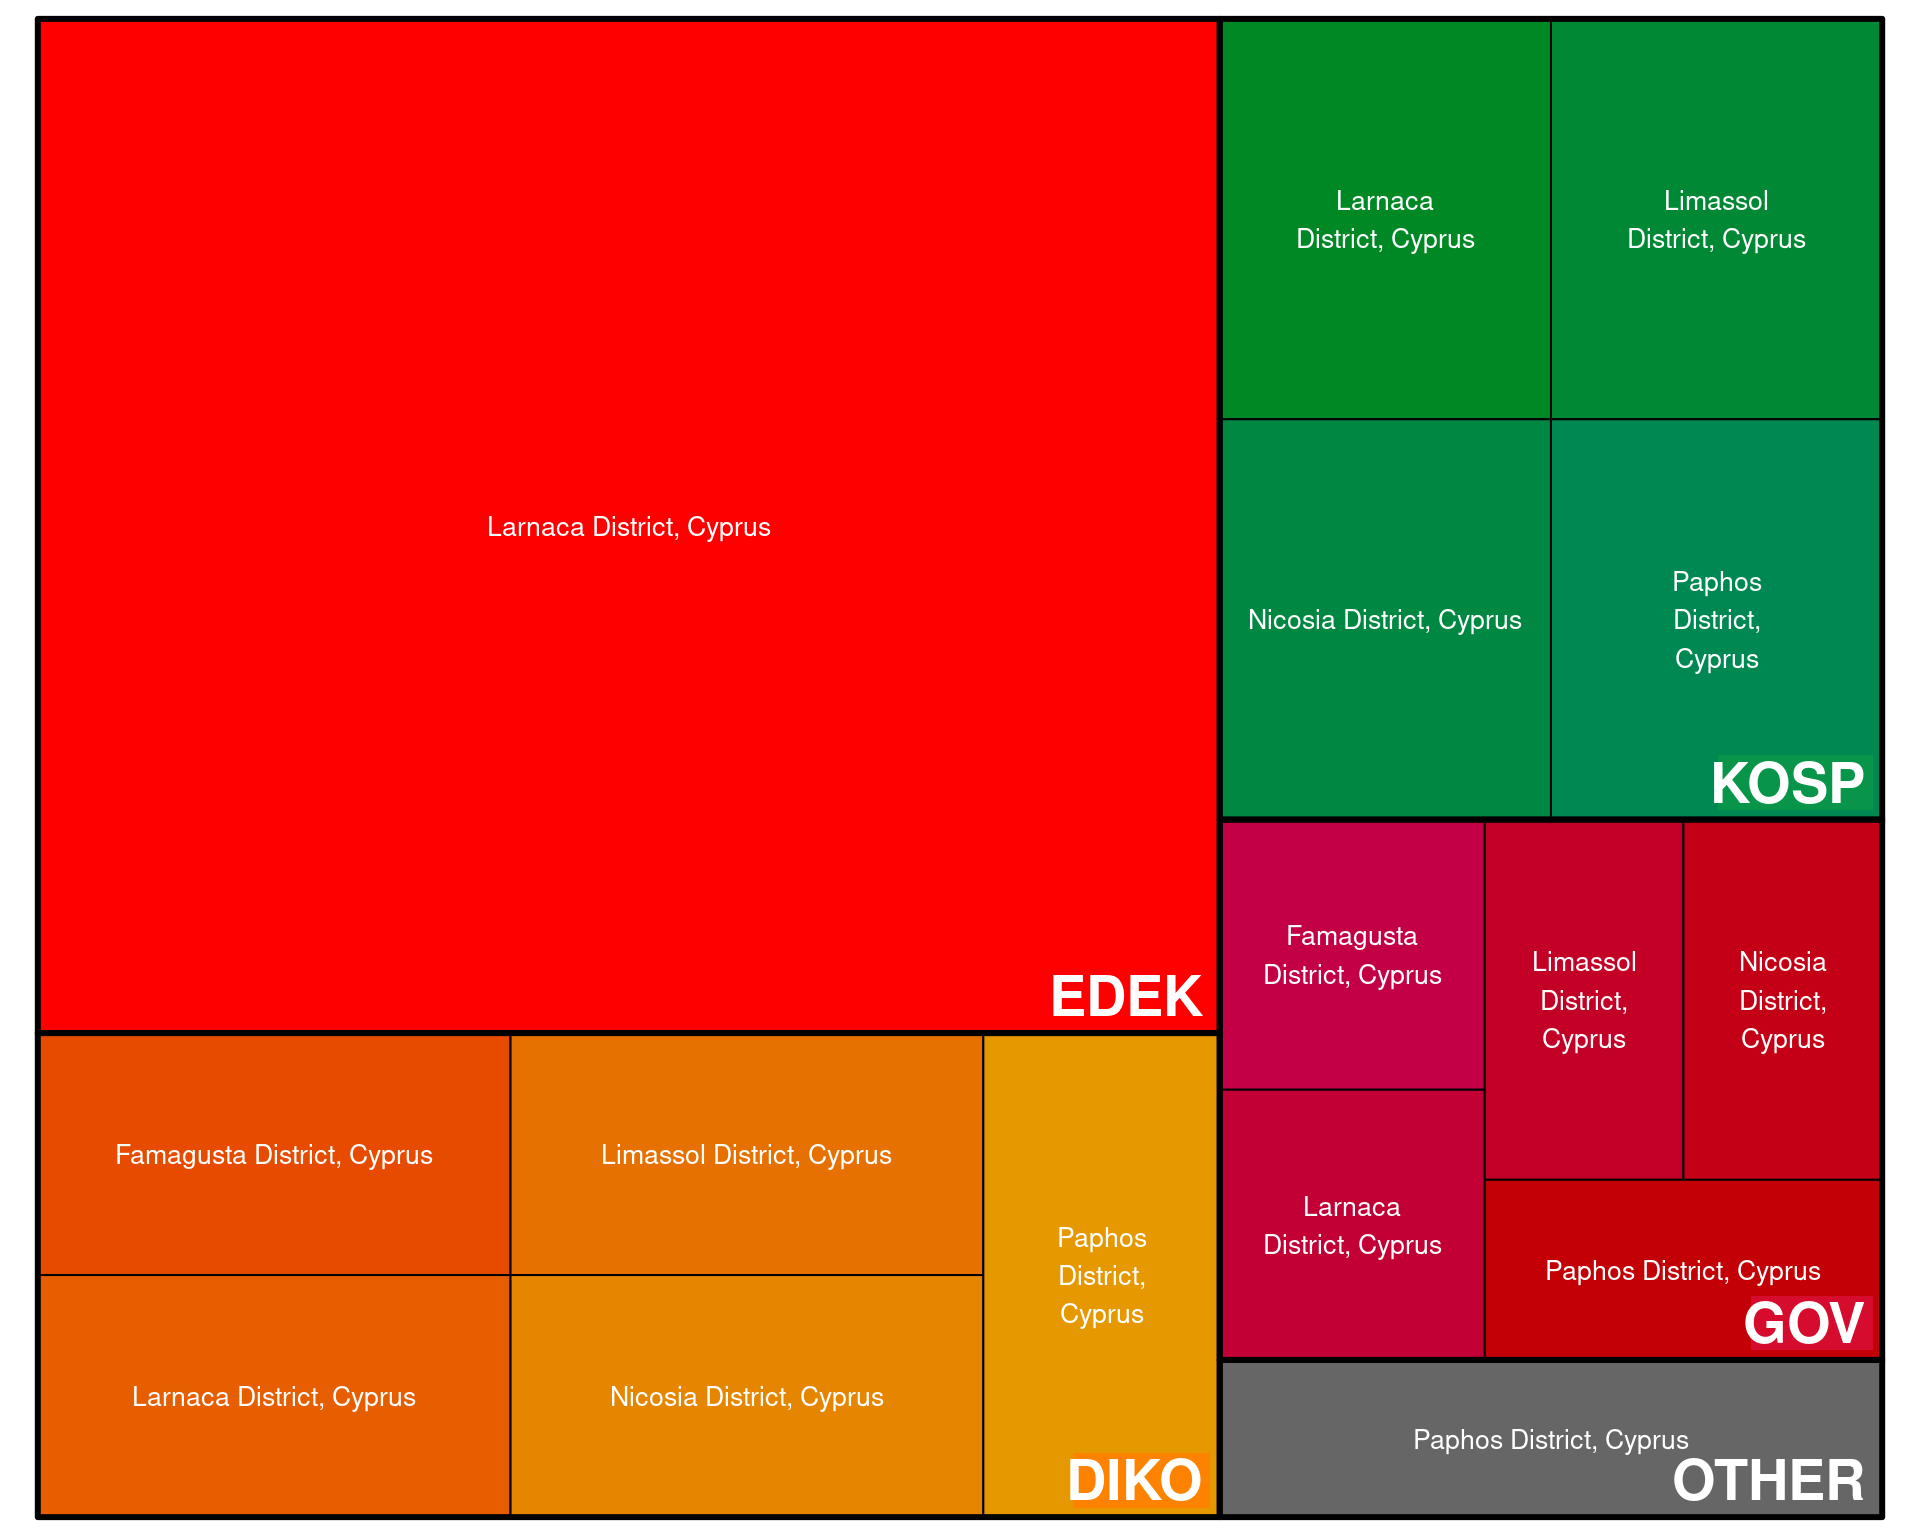 Larnaca District, Cyprus
EDEK
Famagusta District, Cyprus
Limassol District, Cyprus
Larnaca District, Cyprus
Nicosia District, Cyprus
Paphos
District,
Cyprus
DIKO
Larnaca
District, Cyprus
Limassol
District, Cyprus
Nicosia District, Cyprus
Paphos
District,
Cyprus
KOSP
Famagusta
District, Cyprus
Larnaca
District, Cyprus
Limassol
District,
Cyprus
Nicosia
District,
Cyprus
Paphos District, Cyprus
GOV
Paphos District, Cyprus
OTHER